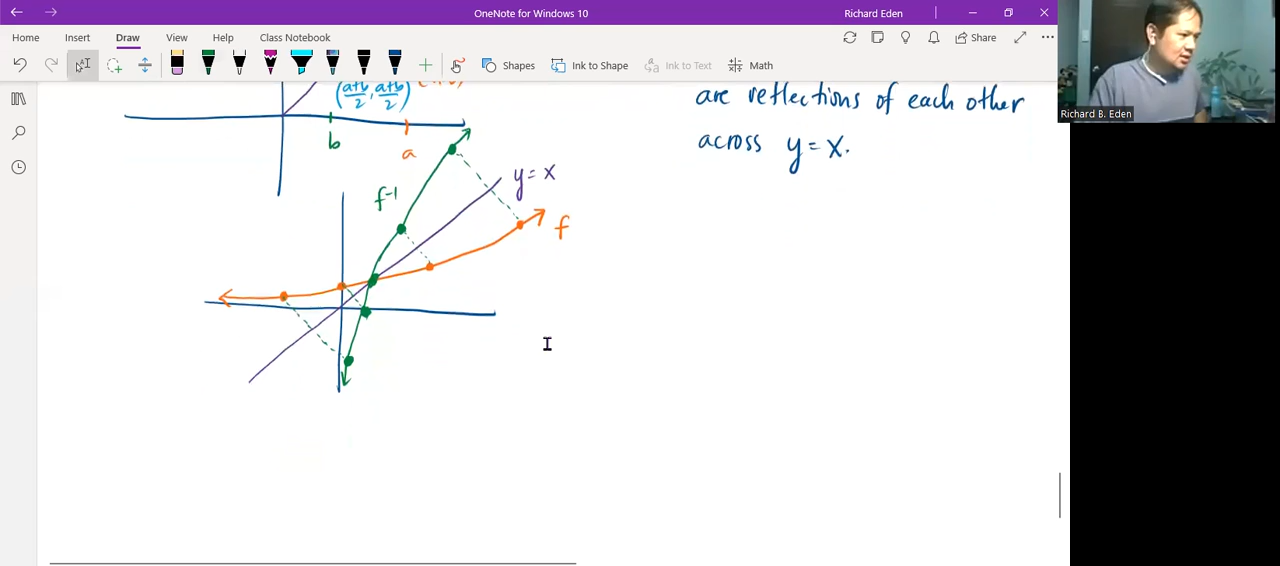 OneNote for Windows 10
Richard Eden
Home Insert Draw View Help Class Notebook
Share
Shapes Ink to Shape Ink to Text Math
(a+b/2, a+b/2)
b
a
are reflections of each other
across y = x.
f⁻¹
y = x
f
Richard B. Eden